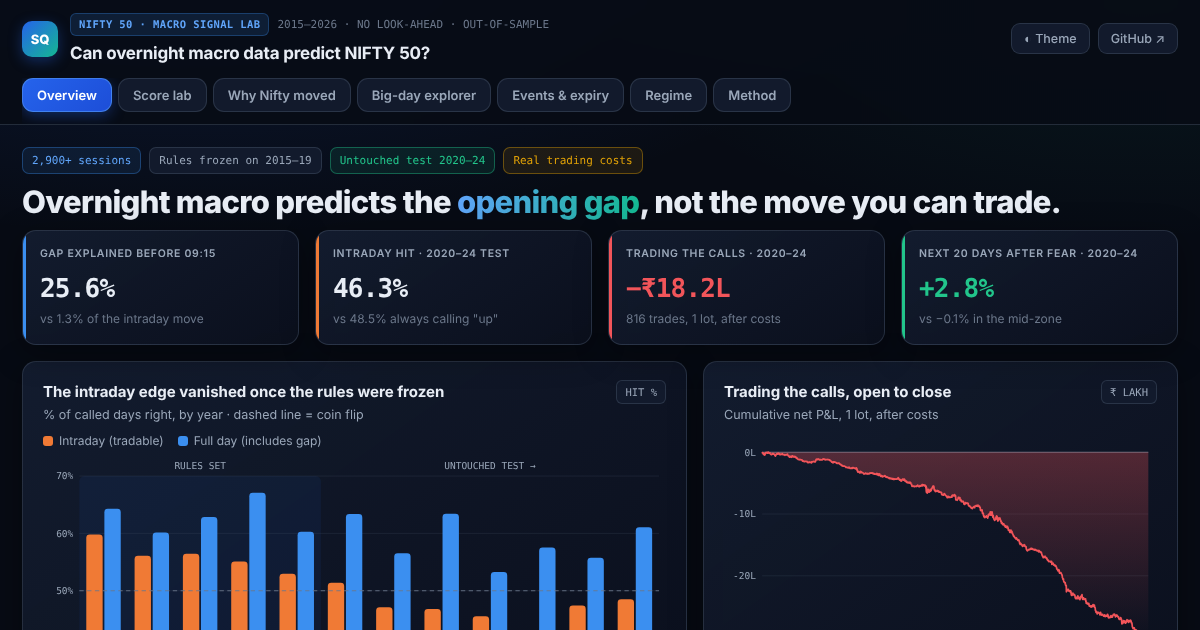 SQ
NIFTY 50 · MACRO SIGNAL LAB 2015–2026 · NO LOOK-AHEAD · OUT-OF-SAMPLE
Can overnight macro data predict NIFTY 50?
Theme
GitHub ↗
Overview
Score lab
Why Nifty moved
Big-day explorer
Events & expiry
Regime
Method
2,900+ sessions
Rules frozen on 2015–19
Untouched test 2020–24
Real trading costs
Overnight macro predicts the opening gap, not the move you can trade.
GAP EXPLAINED BEFORE 09:15
25.6%
vs 1.3% of the intraday move
INTRADAY HIT · 2020–24 TEST
46.3%
vs 48.5% always calling "up"
TRADING THE CALLS · 2020–24
−₹18.2L
816 trades, 1 lot, after costs
NEXT 20 DAYS AFTER FEAR · 2020–24
+2.8%
vs −0.1% in the mid-zone
The intraday edge vanished once the rules were frozen
HIT %
% of called days right, by year · dashed line = coin flip
Intraday (tradable)
Full day (includes gap)
RULES SET
UNTOUCHED TEST →
70%
60%
50%
Trading the calls, open to close
₹ LAKH
Cumulative net P&L, 1 lot, after costs
0L
-10L
-20L